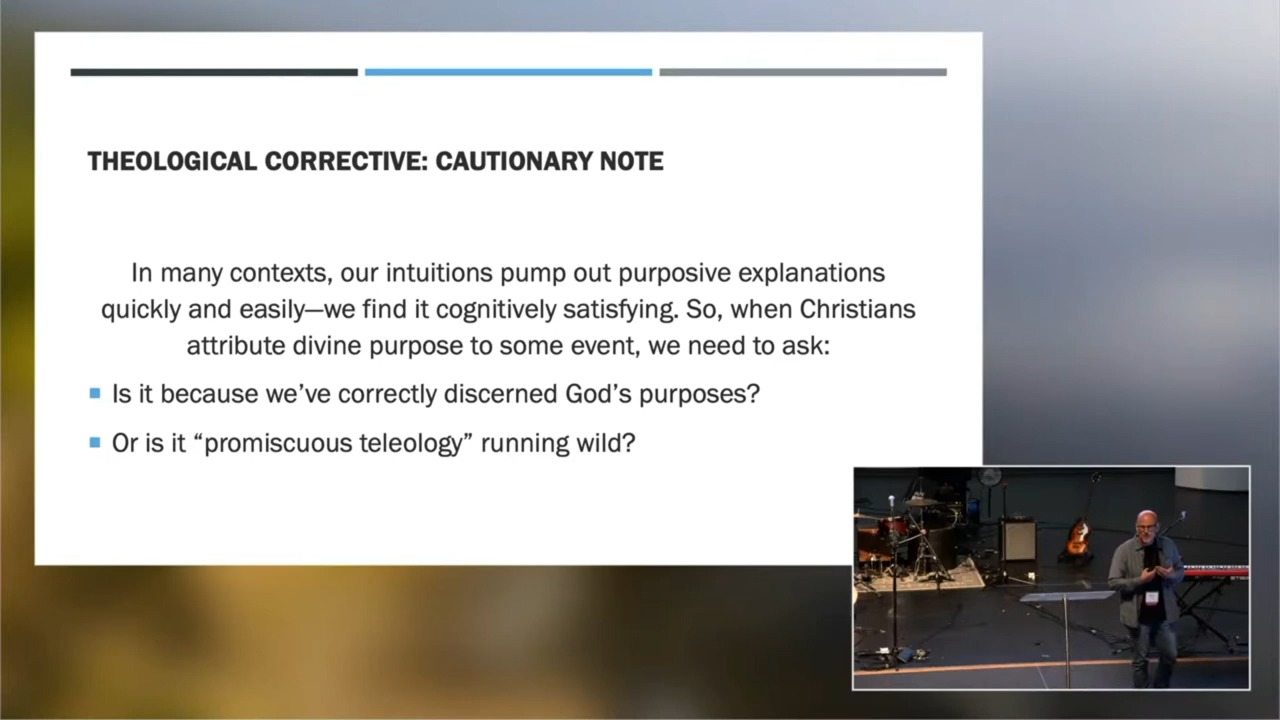 THEOLOGICAL CORRECTIVE: CAUTIONARY NOTE
In many contexts, our intuitions pump out purposive explanations
quickly and easily—we find it cognitively satisfying. So, when Christians
attribute divine purpose to some event, we need to ask:
Is it because we’ve correctly discerned God’s purposes?
Or is it “promiscuous teleology” running wild?